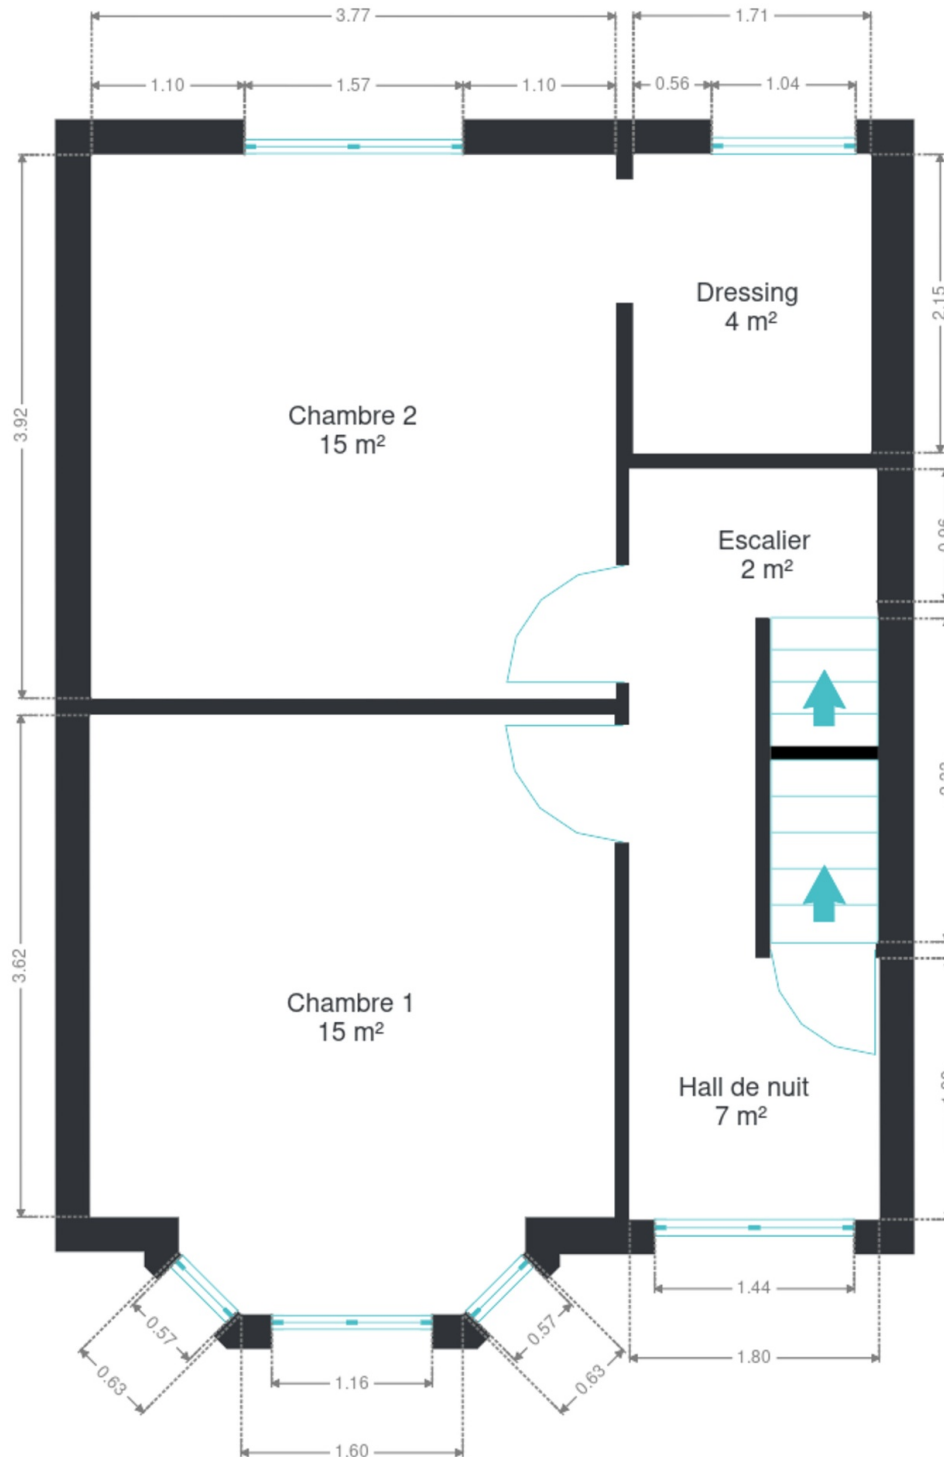 3.77
1.71
1.10
1.57
1.10
0.56
1.04
2.15
Dressing
4 m²
Chambre 2
15 m²
3.92
Escalier
2 m²
3.62
Chambre 1
15 m²
Hall de nuit
7 m²
0.57
0.63
1.16
1.60
0.57
0.63
1.44
1.80